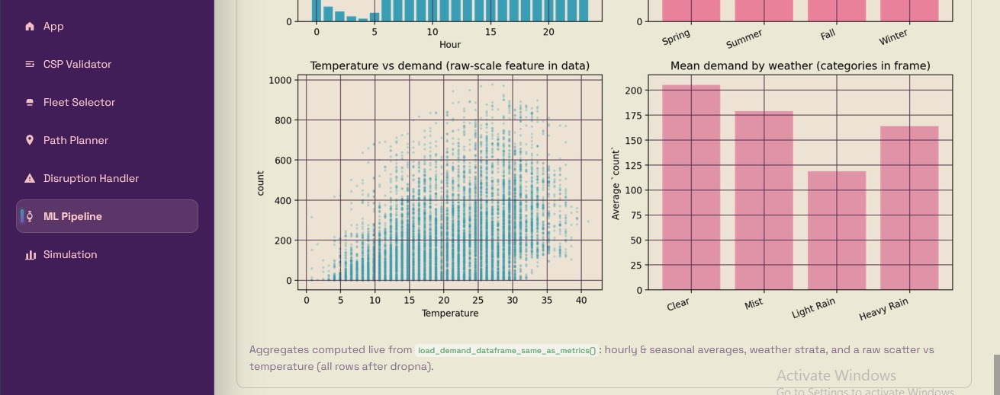 App
CSP Validator
Fleet Selector
Path Planner
Disruption Handler
ML Pipeline
Simulation
0
0 5 10 15 20
Hour
0
Spring Summer Fall Winter
Temperature vs demand (raw-scale feature in data)
1000
800
600
400
200
0
count
0 5 10 15 20 25 30 35 40
Temperature
Mean demand by weather (categories in frame)
200
175
150
125
100
75
50
25
0
Average `count`
Clear Mist Light Rain Heavy Rain
Aggregates computed live from load_demand_dataframe_same_as_metrics() : hourly & seasonal averages, weather strata, and a raw scatter vs
temperature (all rows after dropna).
Activate Windows
Go to Settings to activate Windows